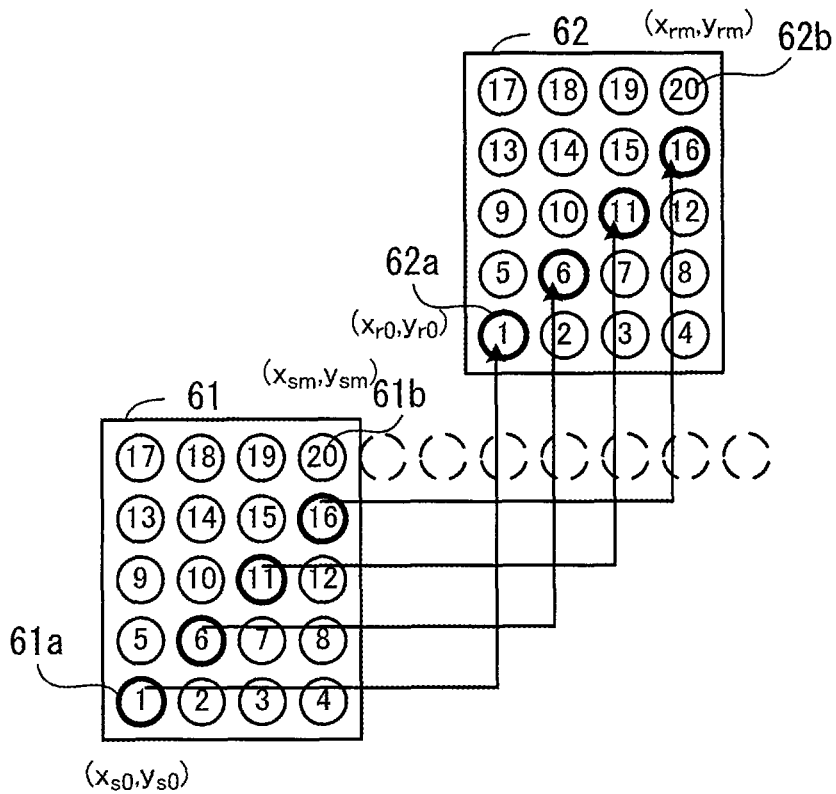 62
(xrm,yrm)
62b
17 18 19 20
13 14 15 16
9 10 11 12
5 6 7 8
1 2 3 4
62a
(xr0,yr0)
61
(xsm,ysm)
61b
17 18 19 20
13 14 15 16
9 10 11 12
5 6 7 8
1 2 3 4
61a
(xs0,ys0)